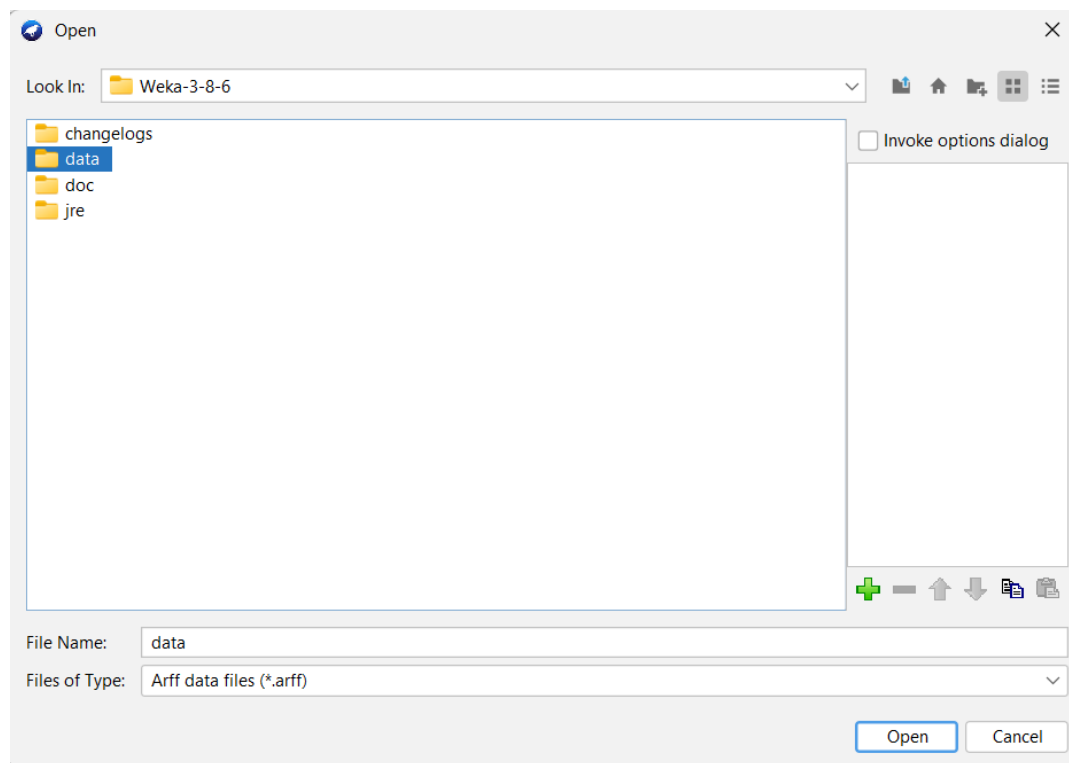 Open
Look In: Weka-3-8-6
changelogs
data
doc
jre
Invoke options dialog
File Name: data
Files of Type: Arff data files (*.arff)
Open Cancel